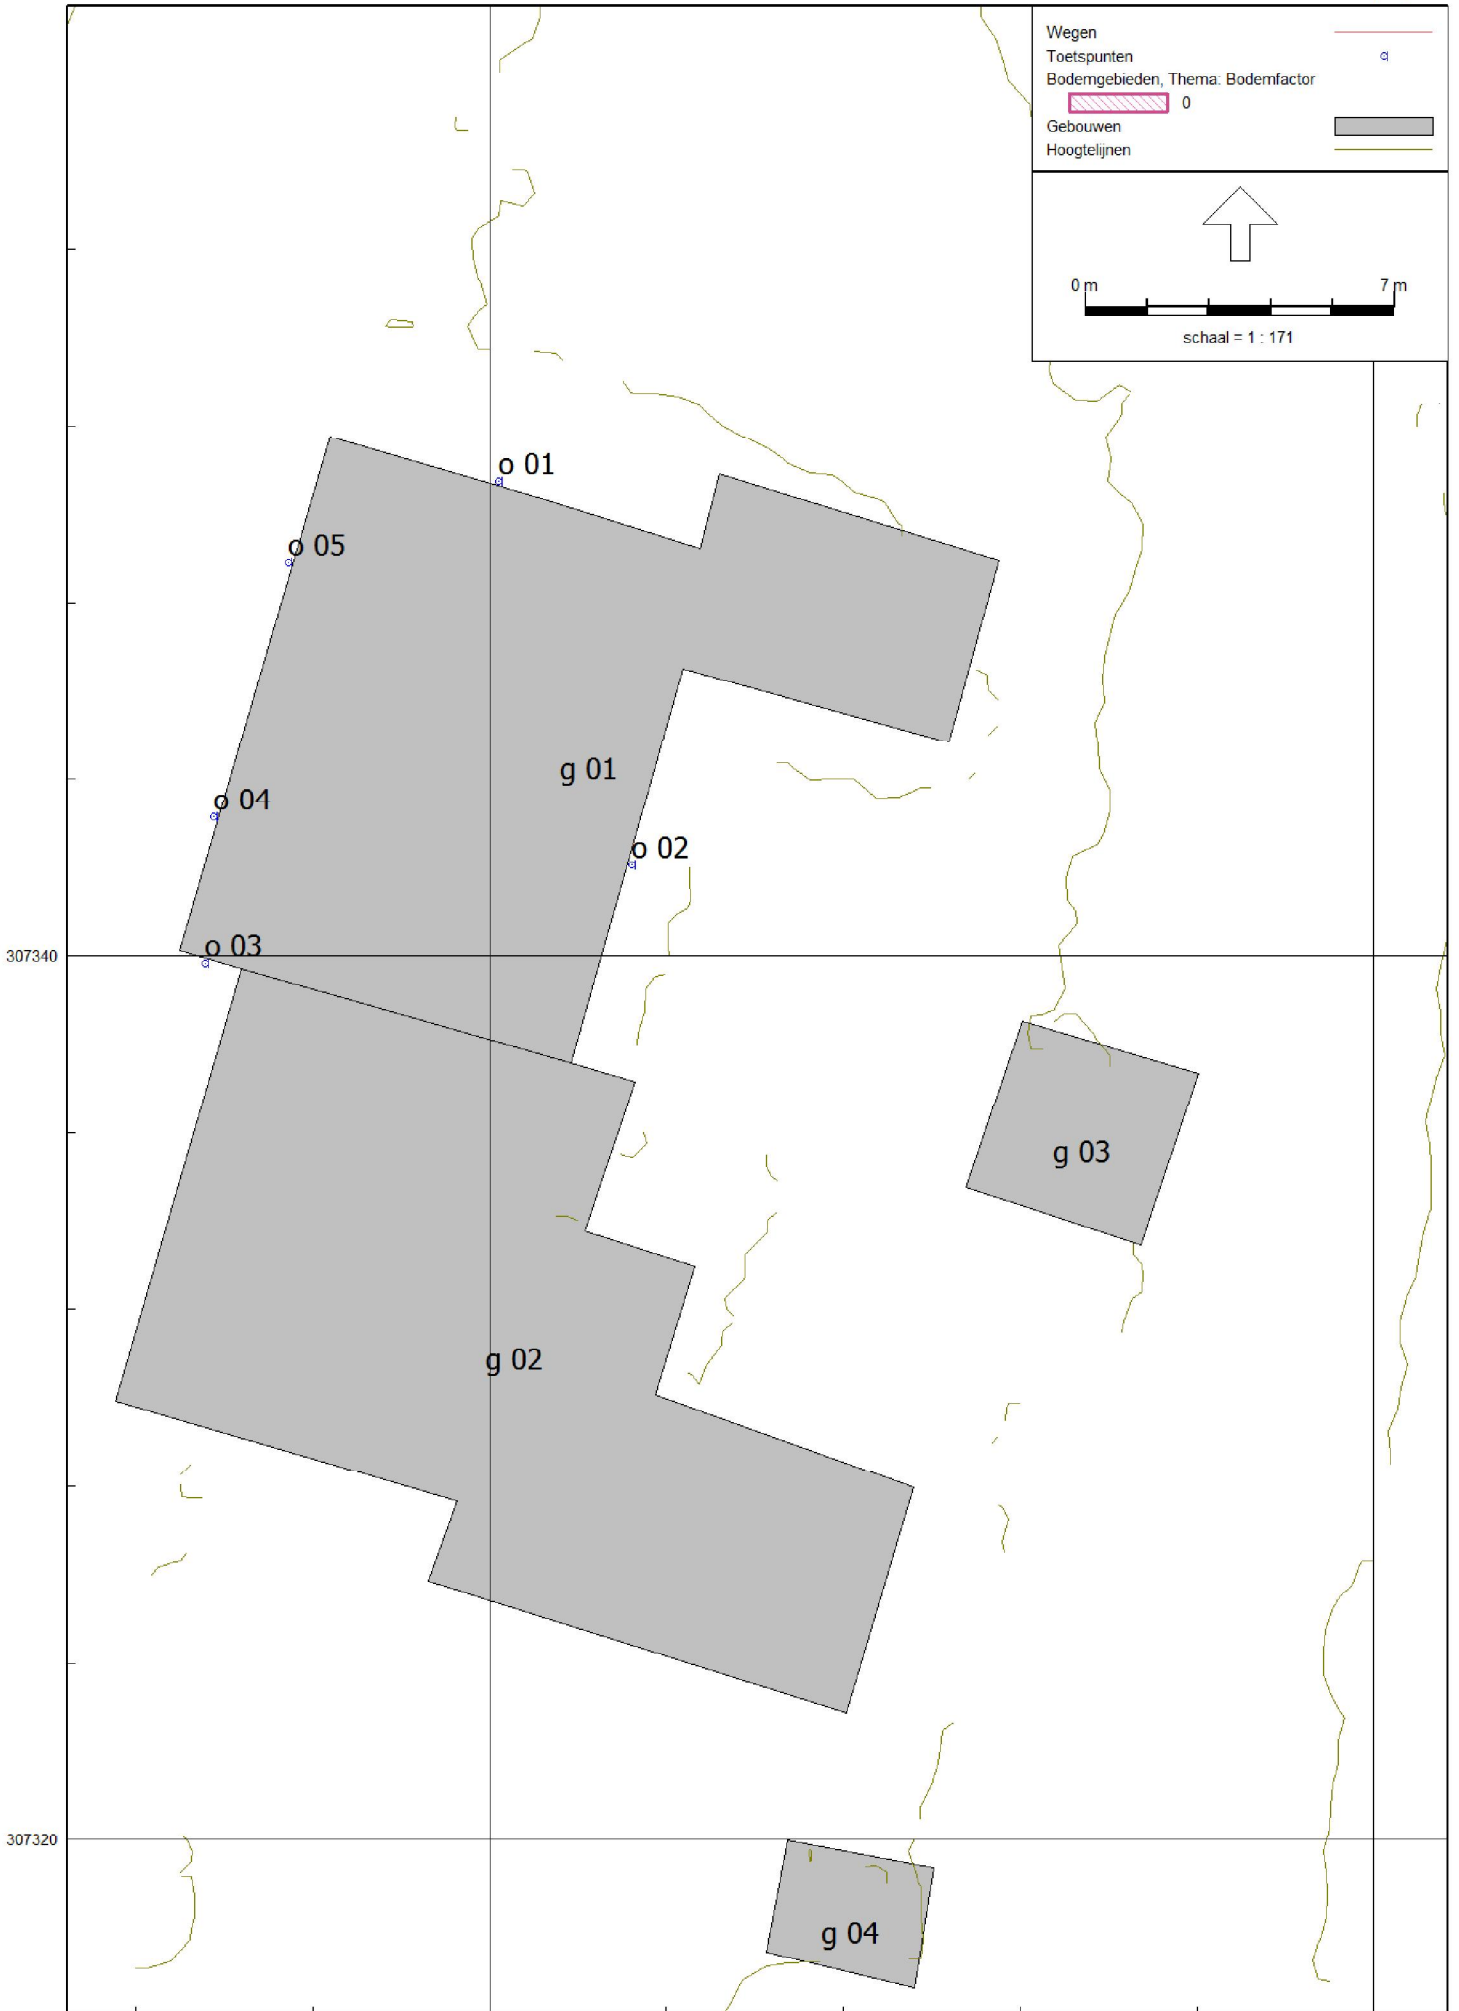 Wegen
Toetspunten
Bodemgebieden, Thema: Bodemfactor
0
Gebouwen
Hoogtelijnen
0 m 7 m
schaal = 1 : 171
o 01
o 05
g 01
o 04
o 02
o 03
307340
g 03
g 02
307320
g 04